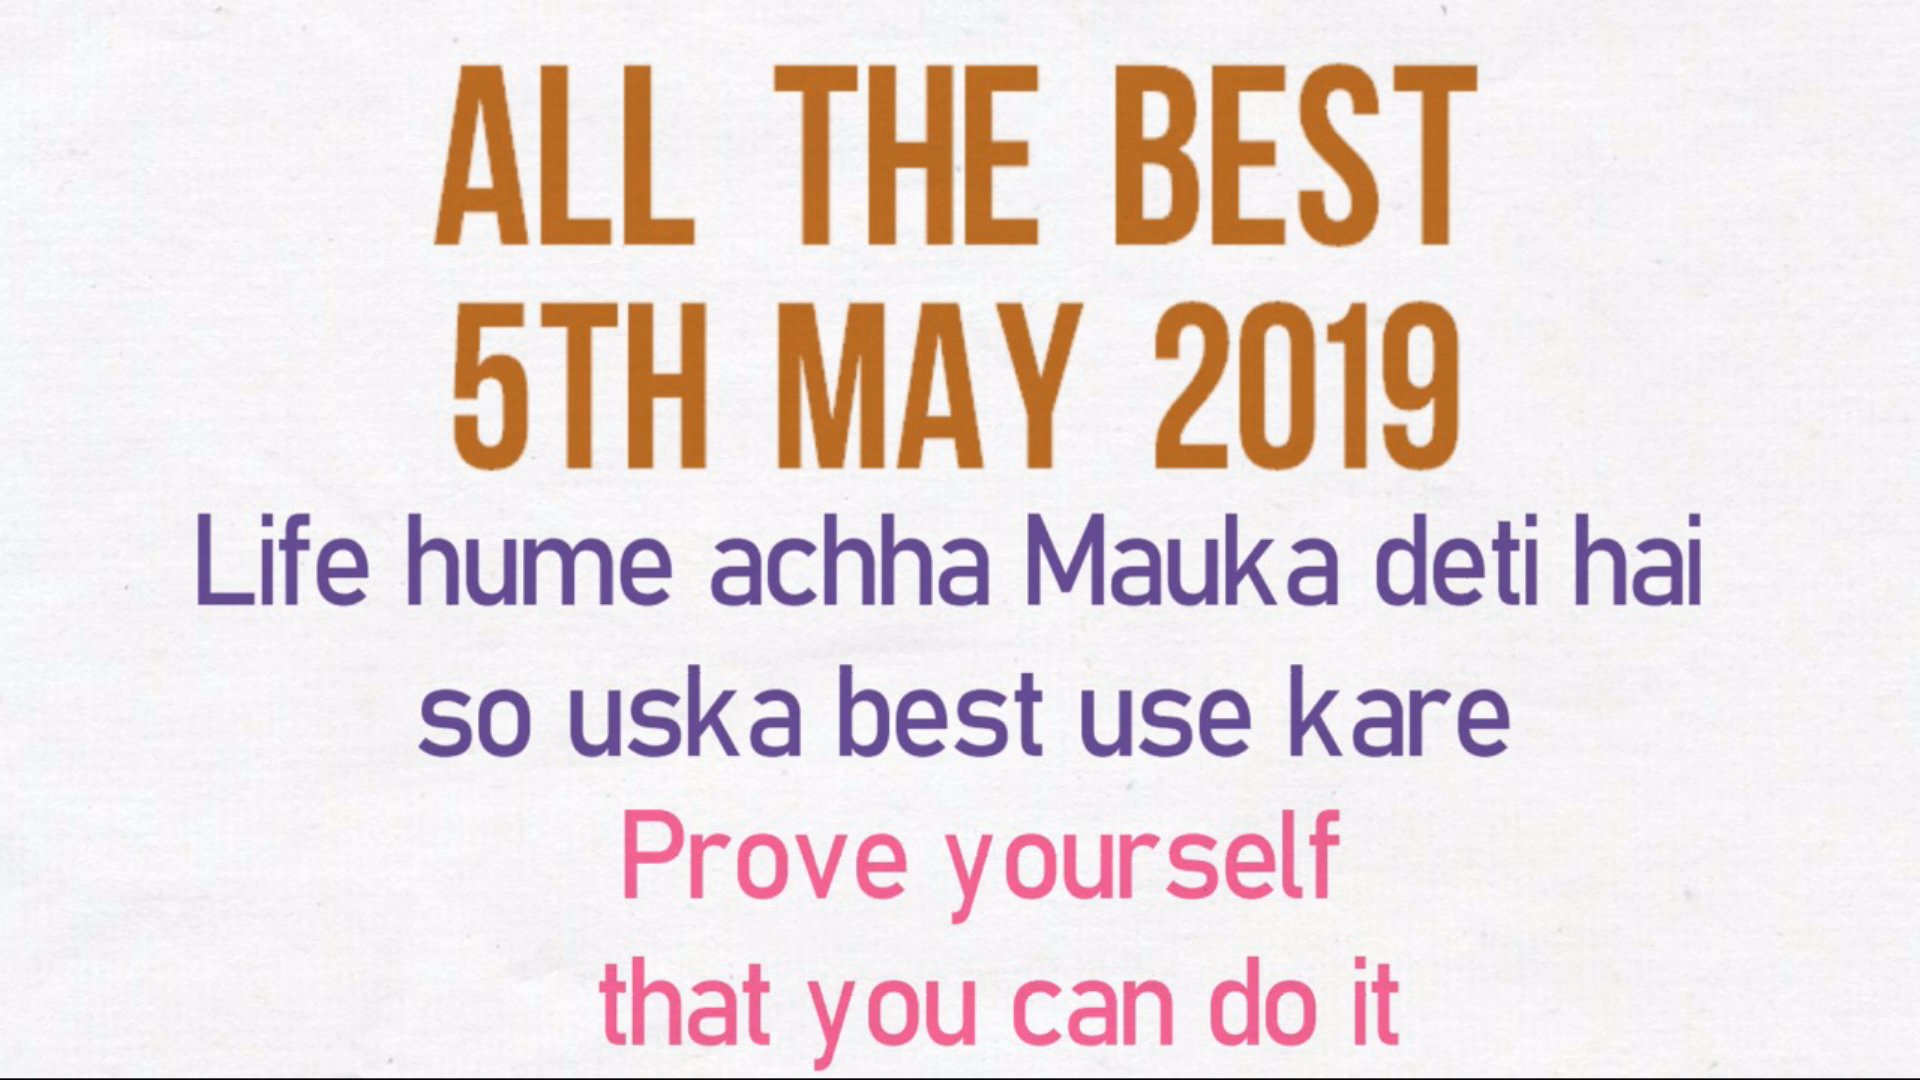 ALL THE BEST
5TH MAY 2019
Life hume achha Mauka deti hai
so uska best use kare
Prove yourself
that you can do it